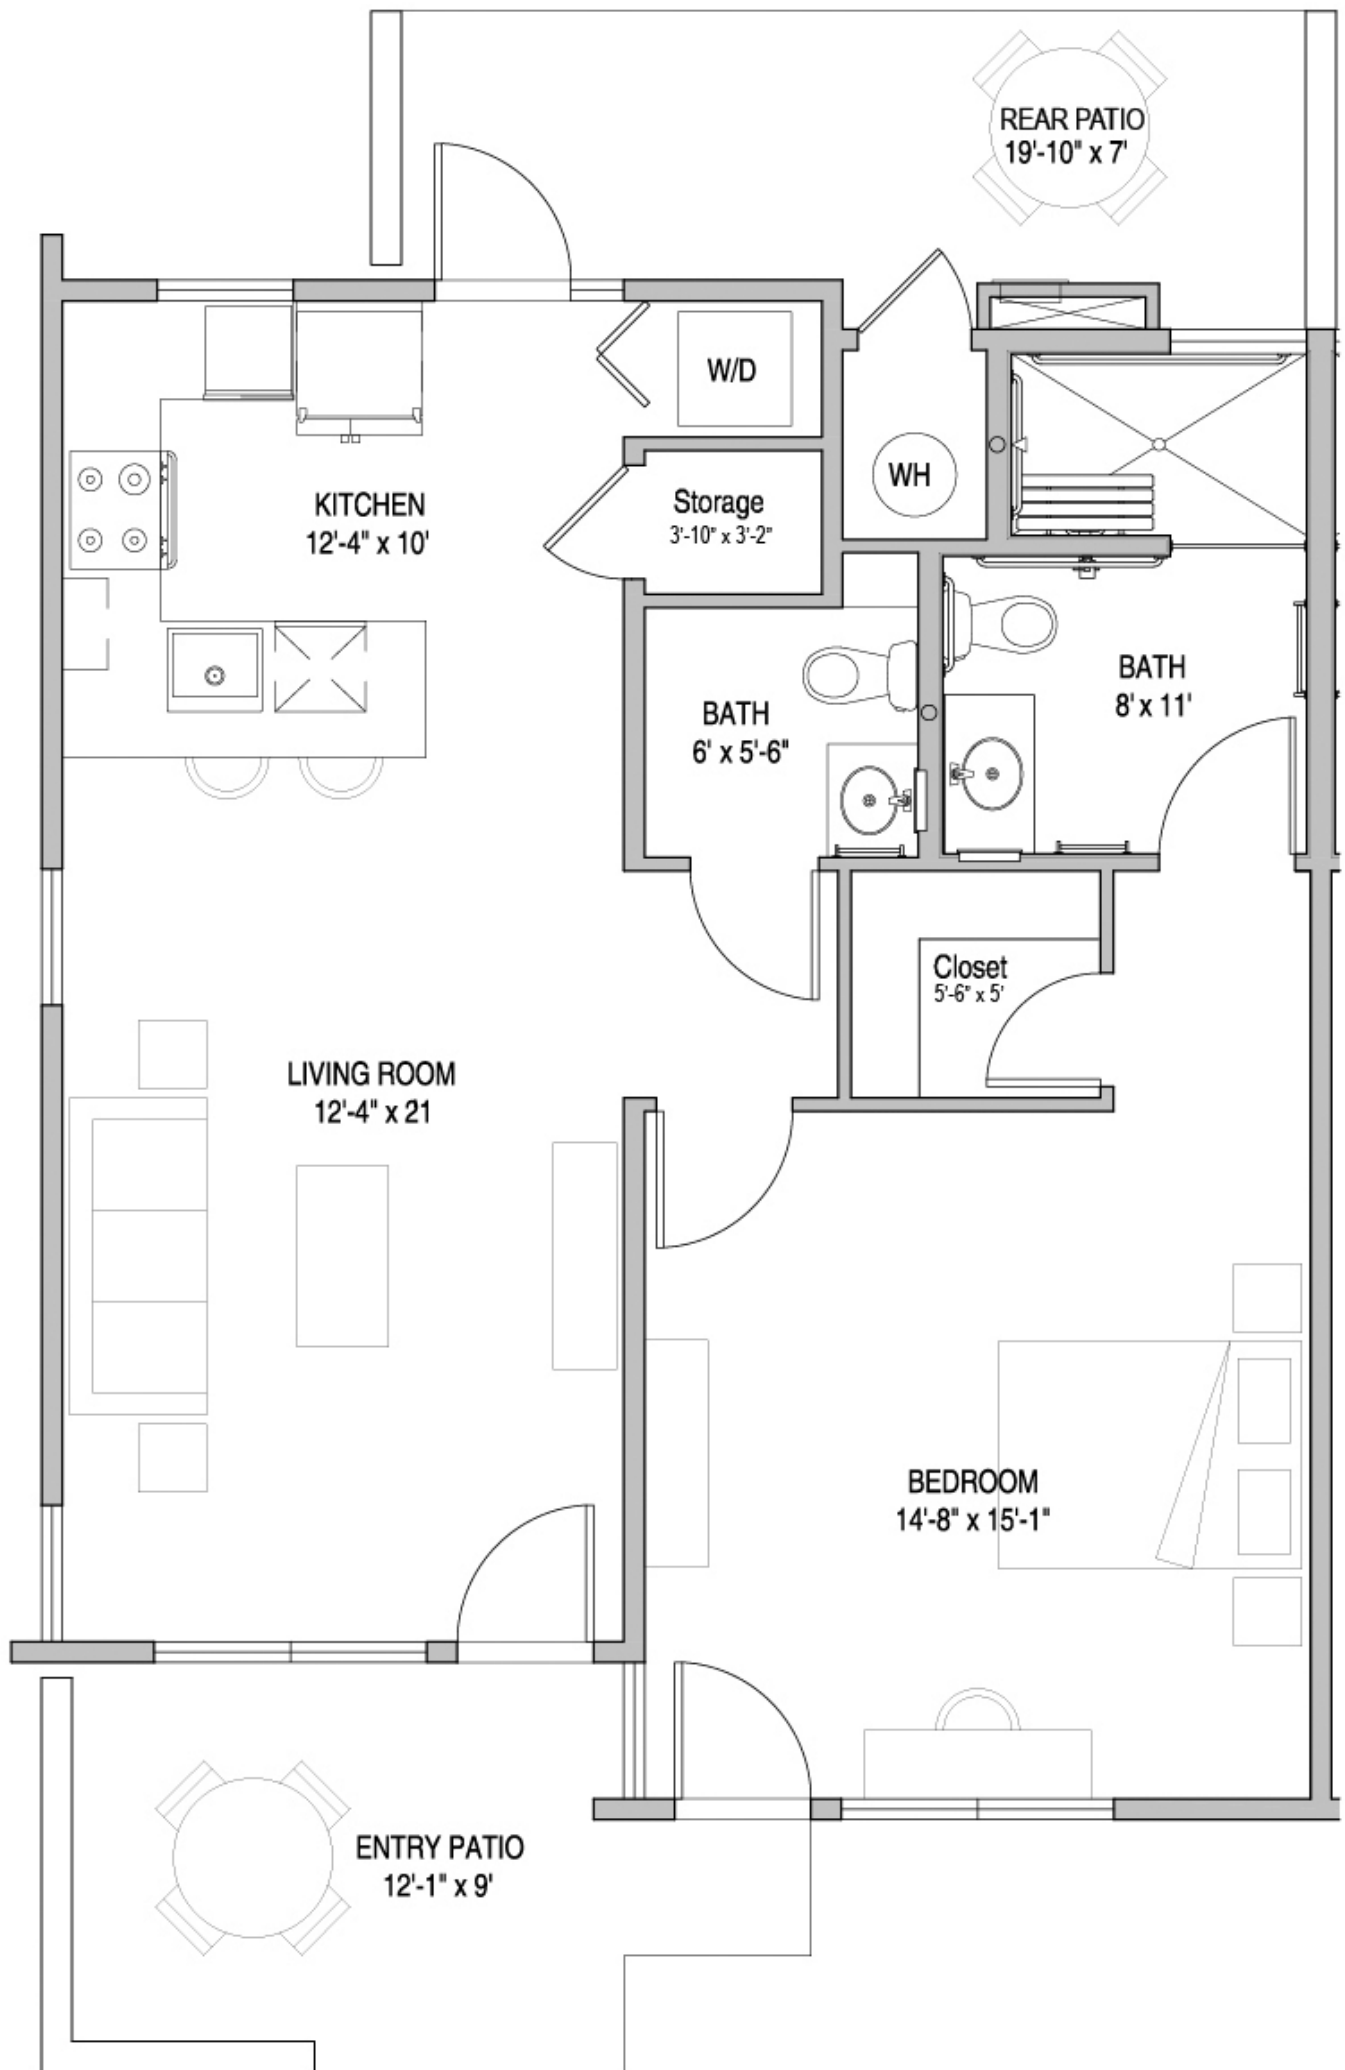 REAR PATIO
19'-10" x 7'
W/D
WH
KITCHEN
12'-4" x 10'
Storage
3'-10" x 3'-2"
BATH
6' x 5'-6"
BATH
8' x 11'
Closet
5'-6" x 5'
LIVING ROOM
12'-4" x 21
BEDROOM
14'-8" x 15'-1"
ENTRY PATIO
12'-1" x 9'